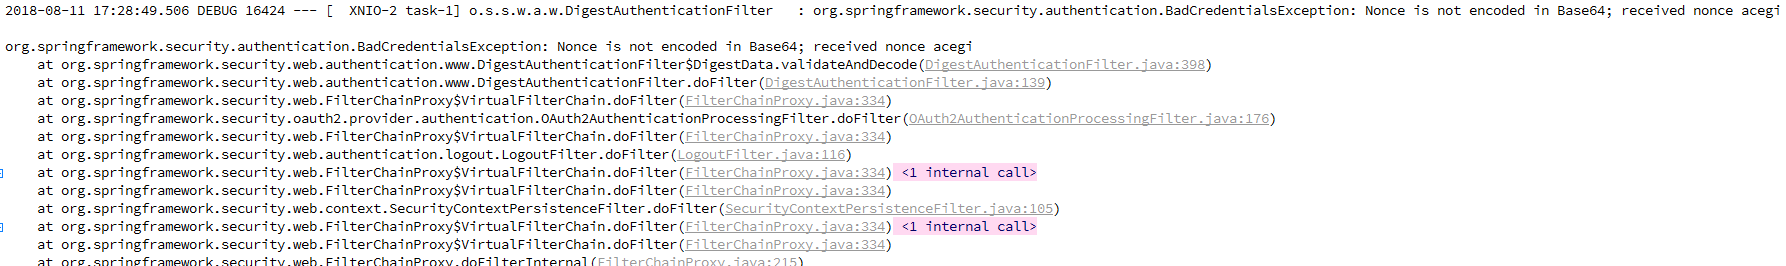 2018-08-11 17:28:49.506 DEBUG 16424 --- [  XNIO-2 task-1] o.s.s.w.a.w.DigestAuthenticationFilter   : org.springframework.security.authentication.BadCredentialsException: Nonce is not encoded in Base64; received nonce acegi
org.springframework.security.authentication.BadCredentialsException: Nonce is not encoded in Base64; received nonce acegi
at org.springframework.security.web.authentication.www.DigestAuthenticationFilter$DigestData.validateAndDecode(DigestAuthenticationFilter.java:398)
at org.springframework.security.web.authentication.www.DigestAuthenticationFilter.doFilter(DigestAuthenticationFilter.java:139)
at org.springframework.security.web.FilterChainProxy$VirtualFilterChain.doFilter(FilterChainProxy.java:334)
at org.springframework.security.oauth2.provider.authentication.OAuth2AuthenticationProcessingFilter.doFilter(OAuth2AuthenticationProcessingFilter.java:176)
at org.springframework.security.web.FilterChainProxy$VirtualFilterChain.doFilter(FilterChainProxy.java:334)
at org.springframework.security.web.authentication.logout.LogoutFilter.doFilter(LogoutFilter.java:116)
at org.springframework.security.web.FilterChainProxy$VirtualFilterChain.doFilter(FilterChainProxy.java:334) <1 internal call>
at org.springframework.security.web.FilterChainProxy$VirtualFilterChain.doFilter(FilterChainProxy.java:334)
at org.springframework.security.web.context.SecurityContextPersistenceFilter.doFilter(SecurityContextPersistenceFilter.java:105)
at org.springframework.security.web.FilterChainProxy$VirtualFilterChain.doFilter(FilterChainProxy.java:334) <1 internal call>
at org.springframework.security.web.FilterChainProxy$VirtualFilterChain.doFilter(FilterChainProxy.java:334)
at org.springframework.security.web.FilterChainProxy.doFilterInternal(FilterChainProxy.java:215)